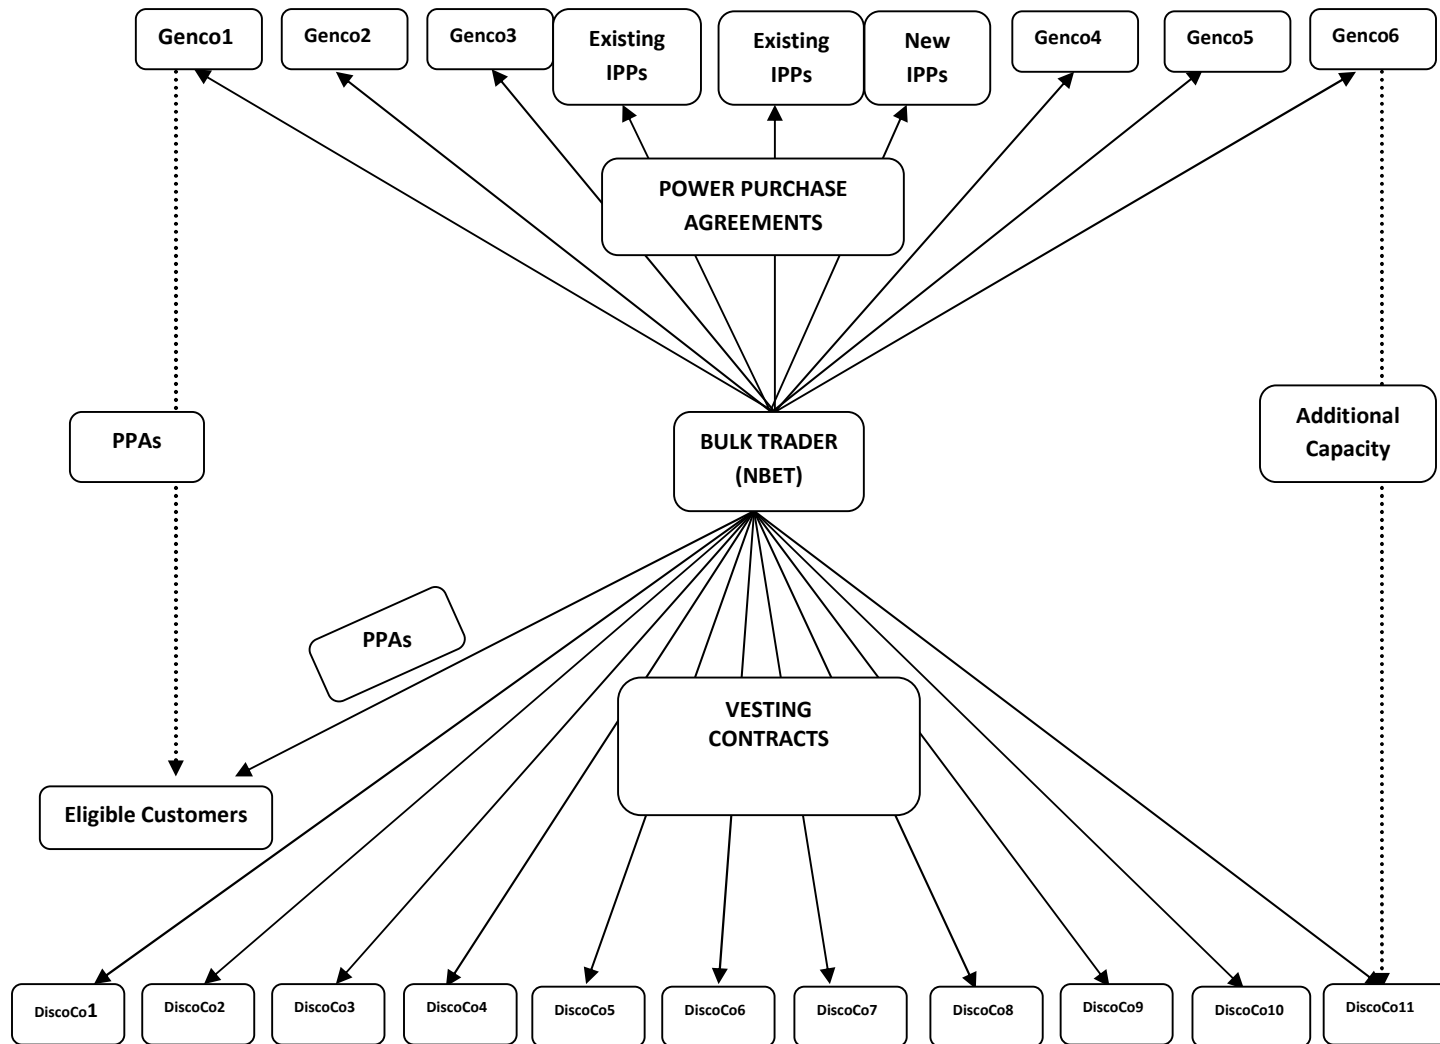 Genco1
Genco2
Genco3
Existing
IPPs
Existing
IPPs
New
IPPs
Genco4
Genco5
Genco6
POWER PURCHASE
AGREEMENTS
PPAs
BULK TRADER
(NBET)
Additional
Capacity
PPAs
VESTING
CONTRACTS
Eligible Customers
DiscoCo1
DiscoCo2
DiscoCo3
DiscoCo4
DiscoCo5
DiscoCo6
DiscoCo7
DiscoCo8
DiscoCo9
DiscoCo10
DiscoCo11